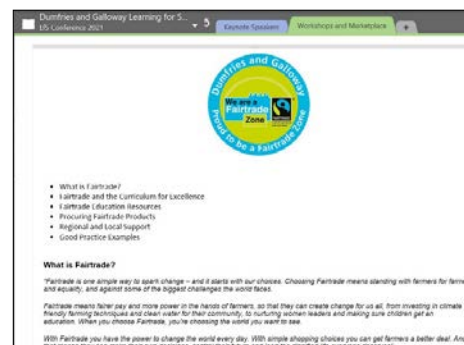 Dumfries and Galloway Learning for S...
EIS Conference 2021
Keynote Speakers
Workshops and Marketplace
+
Dumfries and Galloway
We are a
Fairtrade
Zone
FAIRTRADE
Proud to be a Fairtrade Zone
What is Fairtrade?
Fairtrade and the Curriculum for Excellence
Fairtrade Education Resources
Procuring Fairtrade Products
Regional and Local Support
Good Practice Examples
What is Fairtrade?
"Fairtrade is one simple way to spark change – and it starts with our choices. Choosing Fairtrade means standing with farmers for fairness
and equality, and against some of the biggest challenges the world faces.
Fairtrade means fairer pay and more power in the hands of farmers, so that they can create change for us all, from investing in climate
friendly farming techniques and clean water for their community, to nurturing women leaders and making sure children get an
education. When you choose Fairtrade, you're choosing the world you want to see.
With Fairtrade you have the power to change the world every day. With simple shopping choices you can get farmers a better deal. And